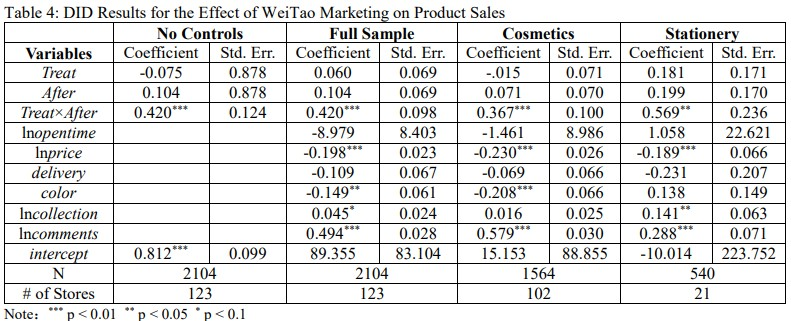 Table 4: DID Results for the Effect of WeiTao Marketing on Product Sales
No Controls Full Sample Cosmetics Stationery
Variables Coefficient Std. Err. Coefficient Std. Err. Coefficient Std. Err. Coefficient Std. Err.
Treat -0.075 0.878 0.060 0.069 -.015 0.071 0.181 0.171
After 0.104 0.878 0.104 0.069 0.071 0.070 0.199 0.170
Treat×After 0.420*** 0.124 0.420*** 0.098 0.367*** 0.100 0.569** 0.236
lnopentime -8.979 8.403 -1.461 8.986 1.058 22.621
lnprice -0.198*** 0.023 -0.230*** 0.026 -0.189*** 0.066
delivery -0.109 0.067 -0.069 0.066 -0.231 0.207
color -0.149** 0.061 -0.208*** 0.066 0.138 0.149
lncollection 0.045* 0.024 0.016 0.025 0.141** 0.063
lncomments 0.494*** 0.028 0.579*** 0.030 0.288*** 0.071
intercept 0.812*** 0.099 89.355 83.104 15.153 88.855 -10.014 223.752
N 2104 2104 1564 540
# of Stores 123 123 102 21
Note: *** p < 0.01 ** p < 0.05 * p < 0.1